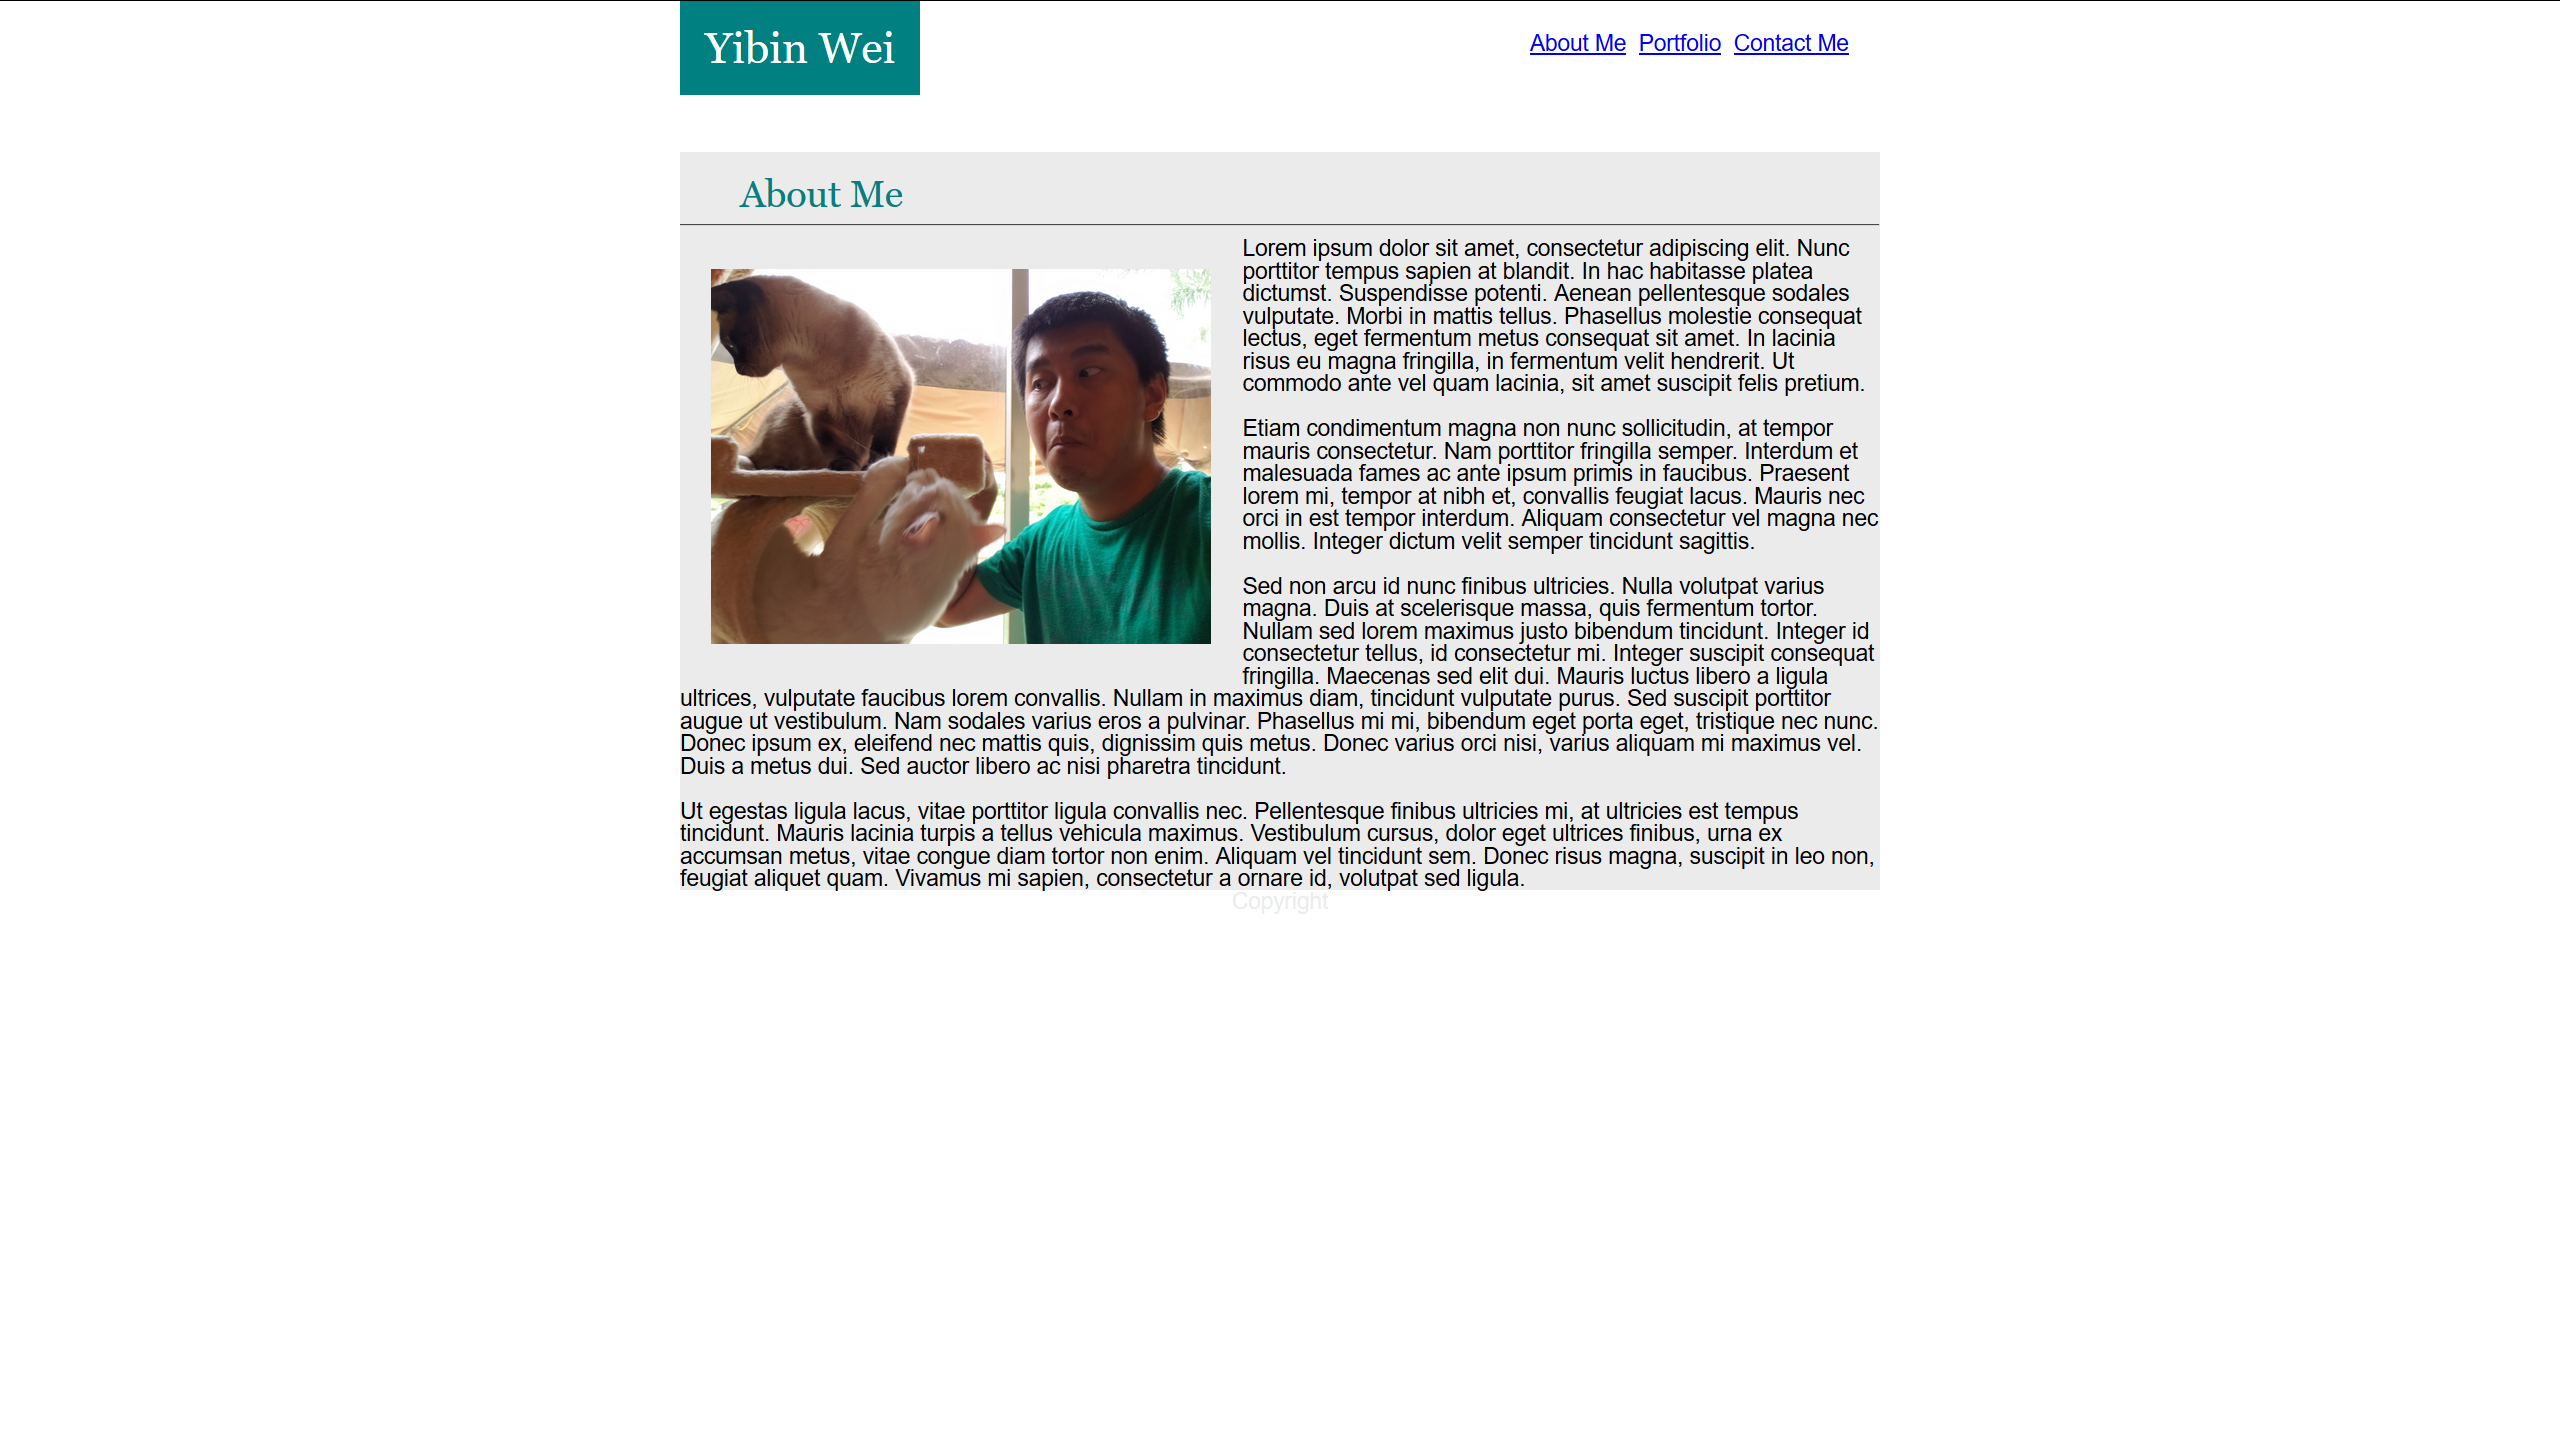 Yibin Wei
About Me Portfolio Contact Me
About Me
Lorem ipsum dolor sit amet, consectetur adipiscing elit. Nunc
porttitor tempus sapien at blandit. In hac habitasse platea
dictumst. Suspendisse potenti. Aenean pellentesque sodales
vulputate. Morbi in mattis tellus. Phasellus molestie consequat
lectus, eget fermentum metus consequat sit amet. In lacinia
risus eu magna fringilla, in fermentum velit hendrerit. Ut
commodo ante vel quam lacinia, sit amet suscipit felis pretium.
Etiam condimentum magna non nunc sollicitudin, at tempor
mauris consectetur. Nam porttitor fringilla semper. Interdum et
malesuada fames ac ante ipsum primis in faucibus. Praesent
lorem mi, tempor at nibh et, convallis feugiat lacus. Mauris nec
orci in est tempor interdum. Aliquam consectetur vel magna nec
mollis. Integer dictum velit semper tincidunt sagittis.
Sed non arcu id nunc finibus ultricies. Nulla volutpat varius
magna. Duis at scelerisque massa, quis fermentum tortor.
Nullam sed lorem maximus justo bibendum tincidunt. Integer id
consectetur tellus, id consectetur mi. Integer suscipit consequat
fringilla. Maecenas sed elit dui. Mauris luctus libero a ligula
ultrices, vulputate faucibus lorem convallis. Nullam in maximus diam, tincidunt vulputate purus. Sed suscipit porttitor
augue ut vestibulum. Nam sodales varius eros a pulvinar. Phasellus mi mi, bibendum eget porta eget, tristique nec nunc.
Donec ipsum ex, eleifend nec mattis quis, dignissim quis metus. Donec varius orci nisi, varius aliquam mi maximus vel.
Duis a metus dui. Sed auctor libero ac nisi pharetra tincidunt.
Ut egestas ligula lacus, vitae porttitor ligula convallis nec. Pellentesque finibus ultricies mi, at ultricies est tempus
tincidunt. Mauris lacinia turpis a tellus vehicula maximus. Vestibulum cursus, dolor eget ultrices finibus, urna ex
accumsan metus, vitae congue diam tortor non enim. Aliquam vel tincidunt sem. Donec risus magna, suscipit in leo non,
feugiat aliquet quam. Vivamus mi sapien, consectetur a ornare id, volutpat sed ligula.
Copyright